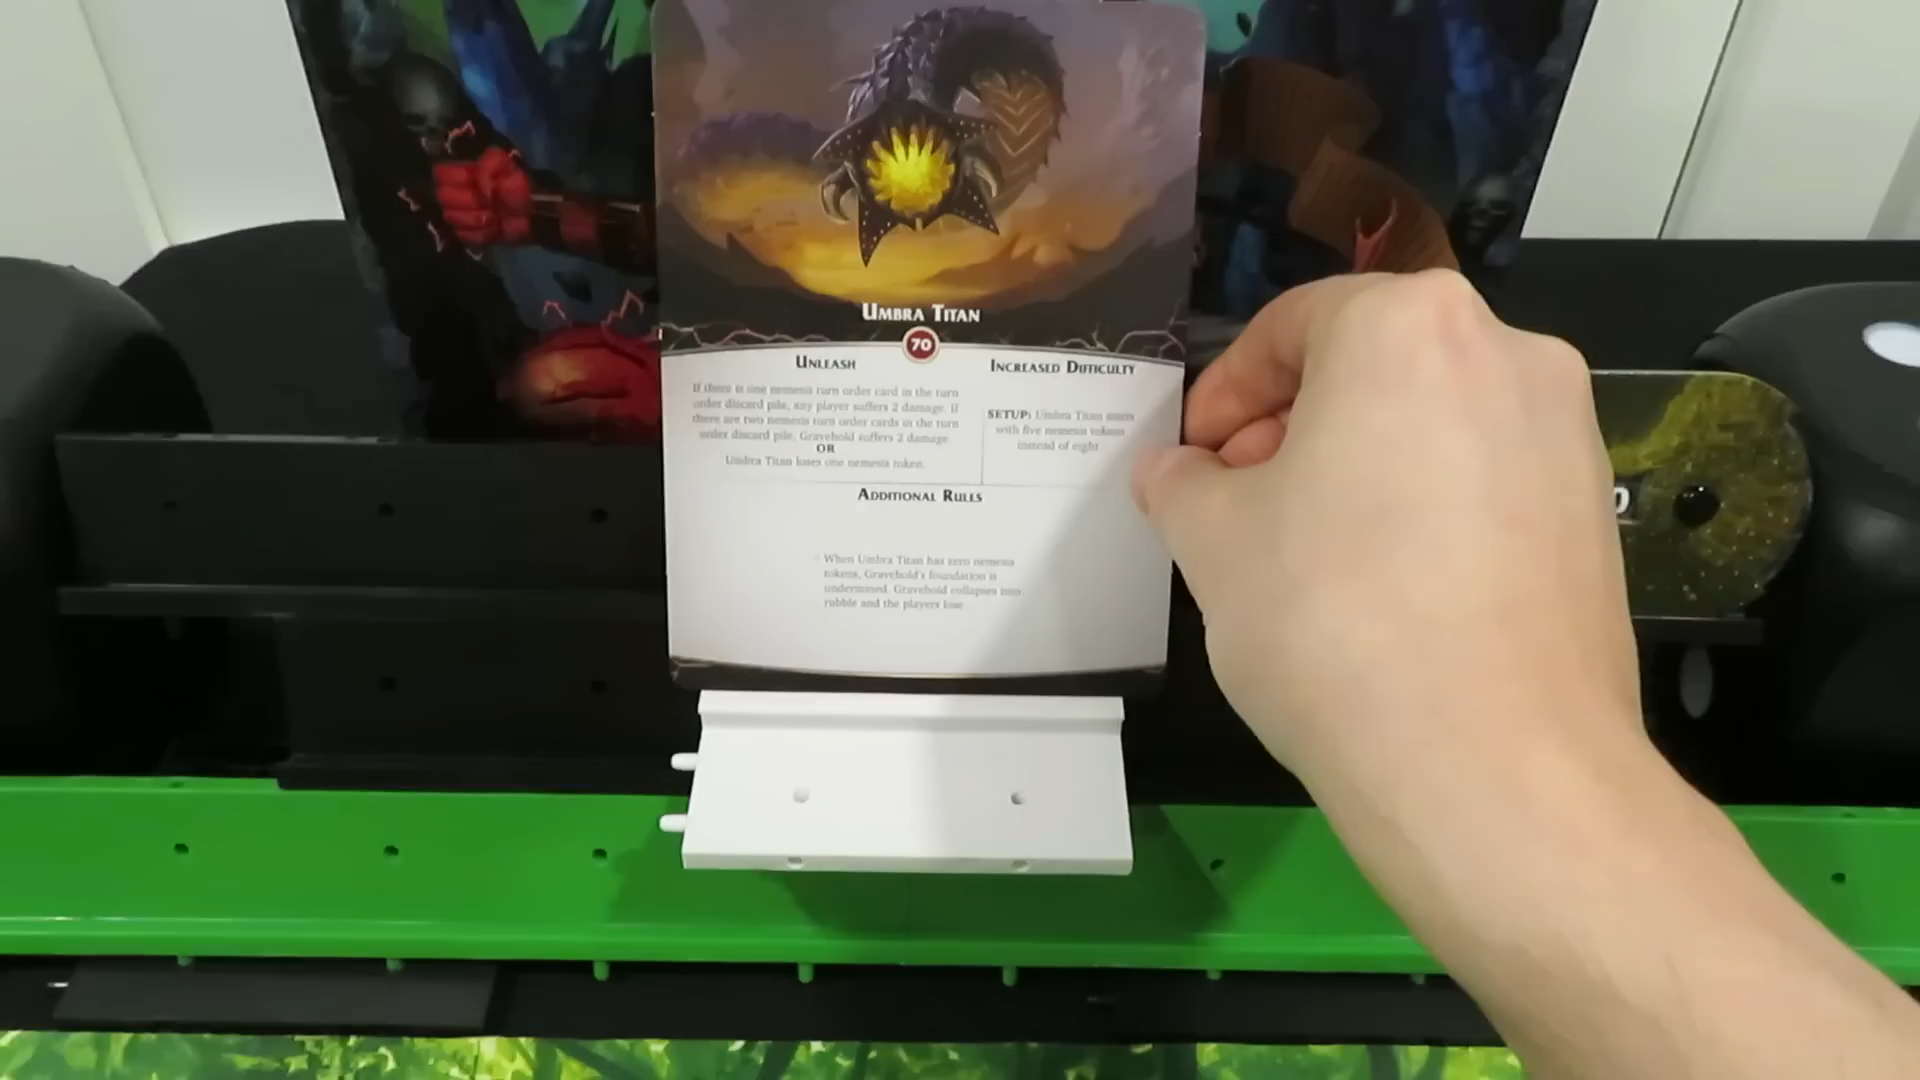 UMBRA TITAN
70
UNLEASH
If there is one nemesis turn order card in the turn
order discard pile, any player suffers 2 damage. If
there are two nemesis turn order cards in the turn
order discard pile, Gravehold suffers 2 damage.
OR
Umbra Titan loses one nemesis token.
INCREASED DIFFICULTY
SETUP: Umbra Titan starts
with five nemesis tokens
instead of eight
ADDITIONAL RULES
When Umbra Titan has zero nemesis
tokens, Gravehold's foundation is
undermined. Gravehold collapses into
rubble and the players lose
0